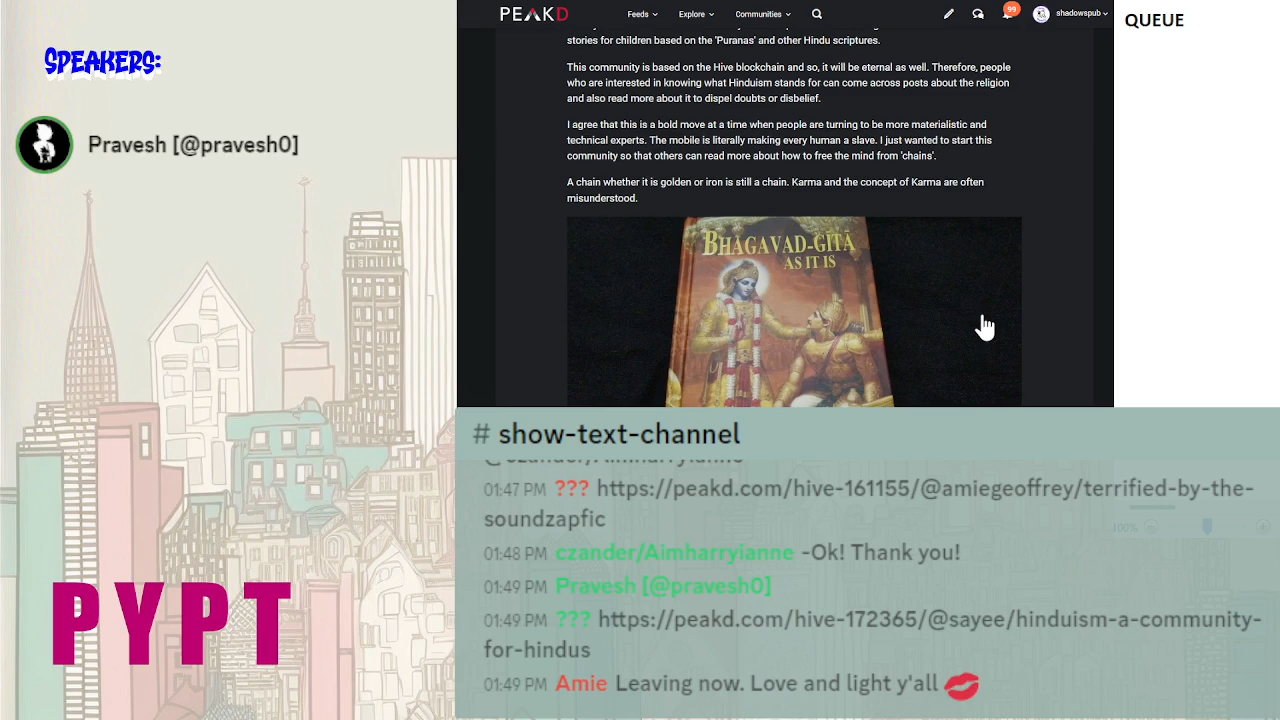 SPEAKERS:
Pravesh [@pravesh0]
PYPT
PEAKD
Feeds
Explore
Communities
99
shadowspub
stories for children based on the 'Puranas' and other Hindu scriptures.
This community is based on the Hive blockchain and so, it will be eternal as well. Therefore, people
who are interested in knowing what Hinduism stands for can come across posts about the religion
and also read more about it to dispel doubts or disbelief.
I agree that this is a bold move at a time when people are turning to be more materialistic and
technical experts. The mobile is literally making every human a slave. I just wanted to start this
community so that others can read more about how to free the mind from 'chains'.
A chain whether it is golden or iron is still a chain. Karma and the concept of Karma are often
misunderstood.
BHAGAVAD-GĪTĀ
AS IT IS
QUEUE
# show-text-channel
01:47 PM ??? https://peakd.com/hive-161155/@amiegeoffrey/terrified-by-the-
soundzapfic
01:48 PM czander/Aimharryianne -Ok! Thank you!
01:49 PM Pravesh [@pravesh0]
01:49 PM ??? https://peakd.com/hive-172365/@sayee/hinduism-a-community-
for-hindus
01:49 PM Amie Leaving now. Love and light y'all 💋
100%